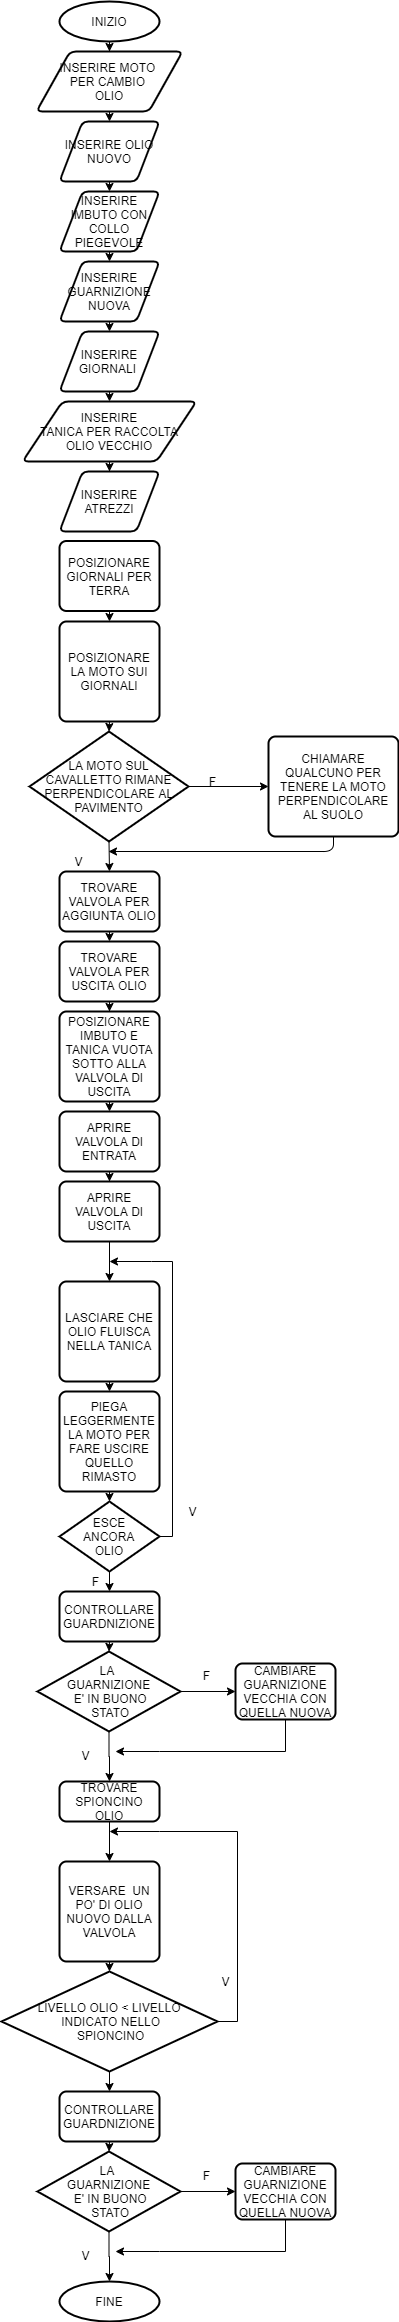 INIZIO
INSERIRE MOTO
PER CAMBIO
OLIO
INSERIRE OLIO
NUOVO
INSERIRE
IMBUTO CON
COLLO
PIEGEVOLE
INSERIRE
GUARNIZIONE
NUOVA
INSERIRE
GIORNALI
INSERIRE
TANICA PER RACCOLTA
OLIO VECCHIO
INSERIRE
ATREZZI
POSIZIONARE
GIORNALI PER
TERRA
POSIZIONARE
LA MOTO SUI
GIORNALI
LA MOTO SUL
CAVALLETTO RIMANE
PERPENDICOLARE AL
PAVIMENTO
F
CHIAMARE
QUALCUNO PER
TENERE LA MOTO
PERPENDICOLARE
AL SUOLO
V
TROVARE
VALVOLA PER
AGGIUNTA OLIO
TROVARE
VALVOLA PER
USCITA OLIO
POSIZIONARE
IMBUTO E
TANICA VUOTA
SOTTO ALLA
VALVOLA DI
USCITA
APRIRE
VALVOLA DI
ENTRATA
APRIRE
VALVOLA DI
USCITA
LASCIARE CHE
OLIO FLUISCA
NELLA TANICA
PIEGA
LEGGERMENTE
LA MOTO PER
FARE USCIRE
QUELLO
RIMASTO
V
ESCE
ANCORA
OLIO
F
CONTROLLARE
GUARDNIZIONE
LA
GUARNIZIONE
E' IN BUONO
STATO
F
CAMBIARE
GUARNIZIONE
VECCHIA CON
QUELLA NUOVA
V
TROVARE
SPIONCINO
OLIO
VERSARE UN
PO' DI OLIO
NUOVO DALLA
VALVOLA
V
LIVELLO OLIO < LIVELLO
INDICATO NELLO
SPIONCINO
CONTROLLARE
GUARDNIZIONE
LA
GUARNIZIONE
E' IN BUONO
STATO
F
CAMBIARE
GUARNIZIONE
VECCHIA CON
QUELLA NUOVA
V
FINE